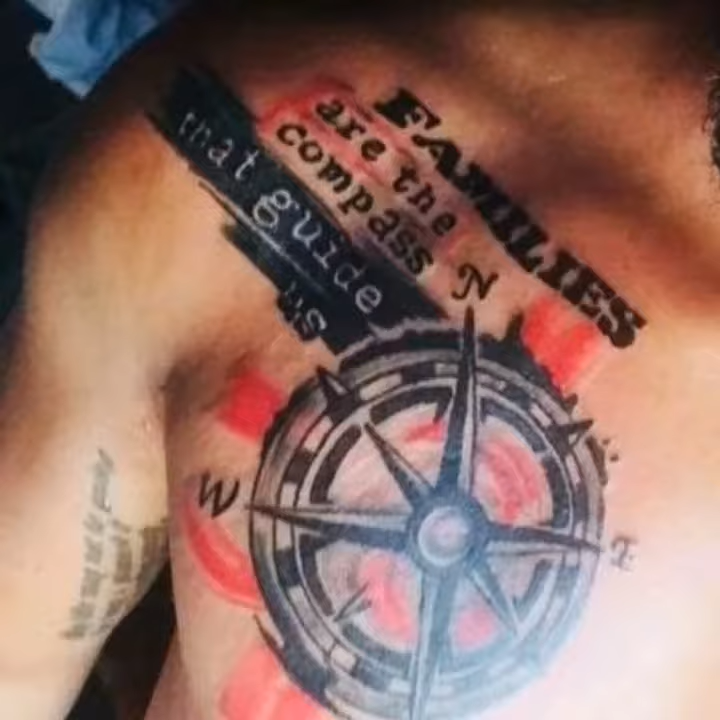 FAMILIES
are the
compass
that guide
us
N
W
E